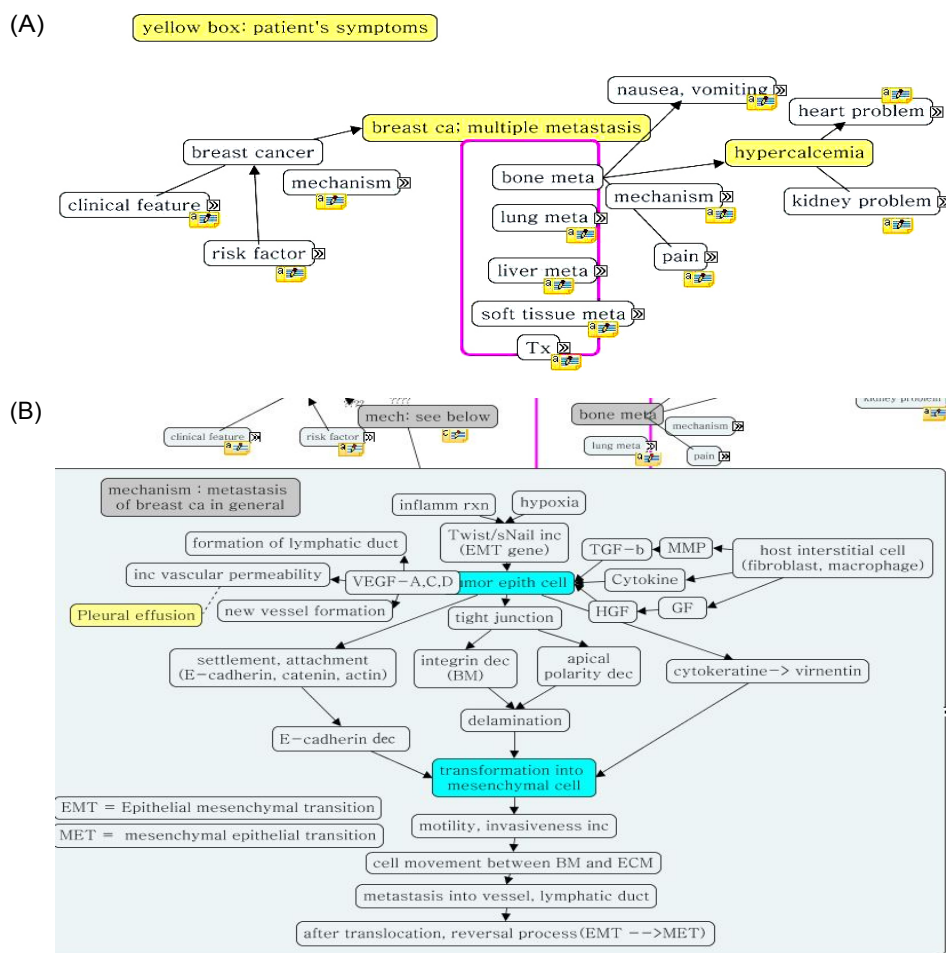 (A)
yellow box: patient's symptoms
nausea, vomiting
heart problem
breast ca; multiple metastasis
breast cancer
hypercalcemia
mechanism
bone meta
mechanism
clinical feature
lung meta
kidney problem
risk factor
pain
liver meta
soft tissue meta
Tx
(B)
mech: see below
bone meta
kidney problem
clinical feature
risk factor
mechanism
lung meta
pain
mechanism : metastasis
of breast ca in general
inflamm rxn
hypoxia
formation of lymphatic duct
Twist/sNail inc
(EMT gene)
TGF-b
MMP
host interstitial cell
(fibroblast, macrophage)
inc vascular permeability
VEGF-A,C,D
umor epith cell
Cytokine
Pleural effusion
new vessel formation
tight junction
HGF
GF
settlement, attachment
(E-cadherin, catenin, actin)
integrin dec
(BM)
apical
polarity dec
cytokeratine-> virnentin
delamination
E-cadherin dec
transformation into
mesenchymal cell
EMT = Epithelial mesenchymal transition
MET = mesenchymal epithelial transition
motility, invasiveness inc
cell movement between BM and ECM
metastasis into vessel, lymphatic duct
after translocation, reversal process(EMT -->MET)